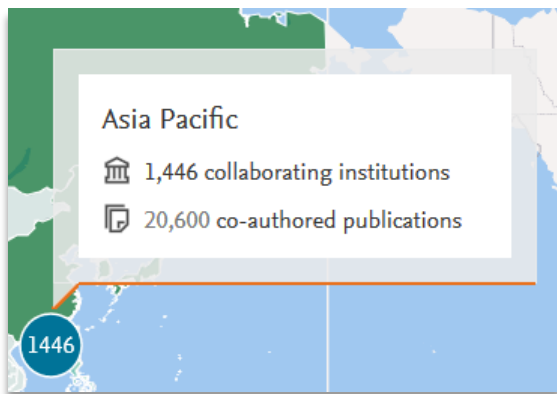 Asia Pacific
1,446 collaborating institutions
20,600 co-authored publications
1446